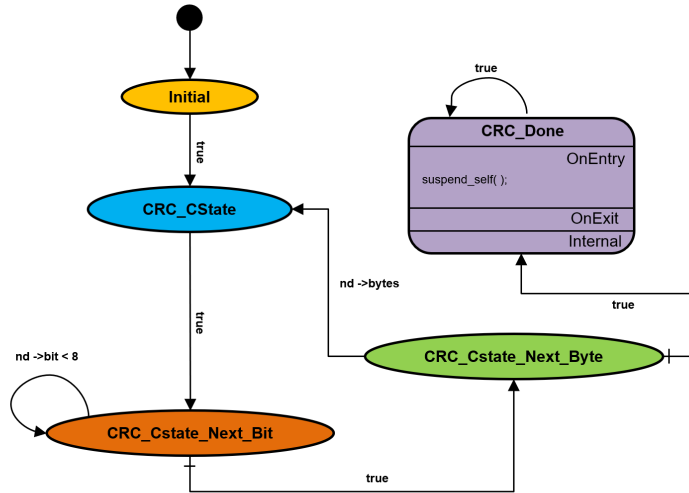 Initial
true
CRC_CState
true
nd ->bit < 8
CRC_Cstate_Next_Bit
true
nd ->bytes
CRC_Cstate_Next_Byte
true
true
CRC_Done
OnEntry
suspend_self( );
OnExit
Internal